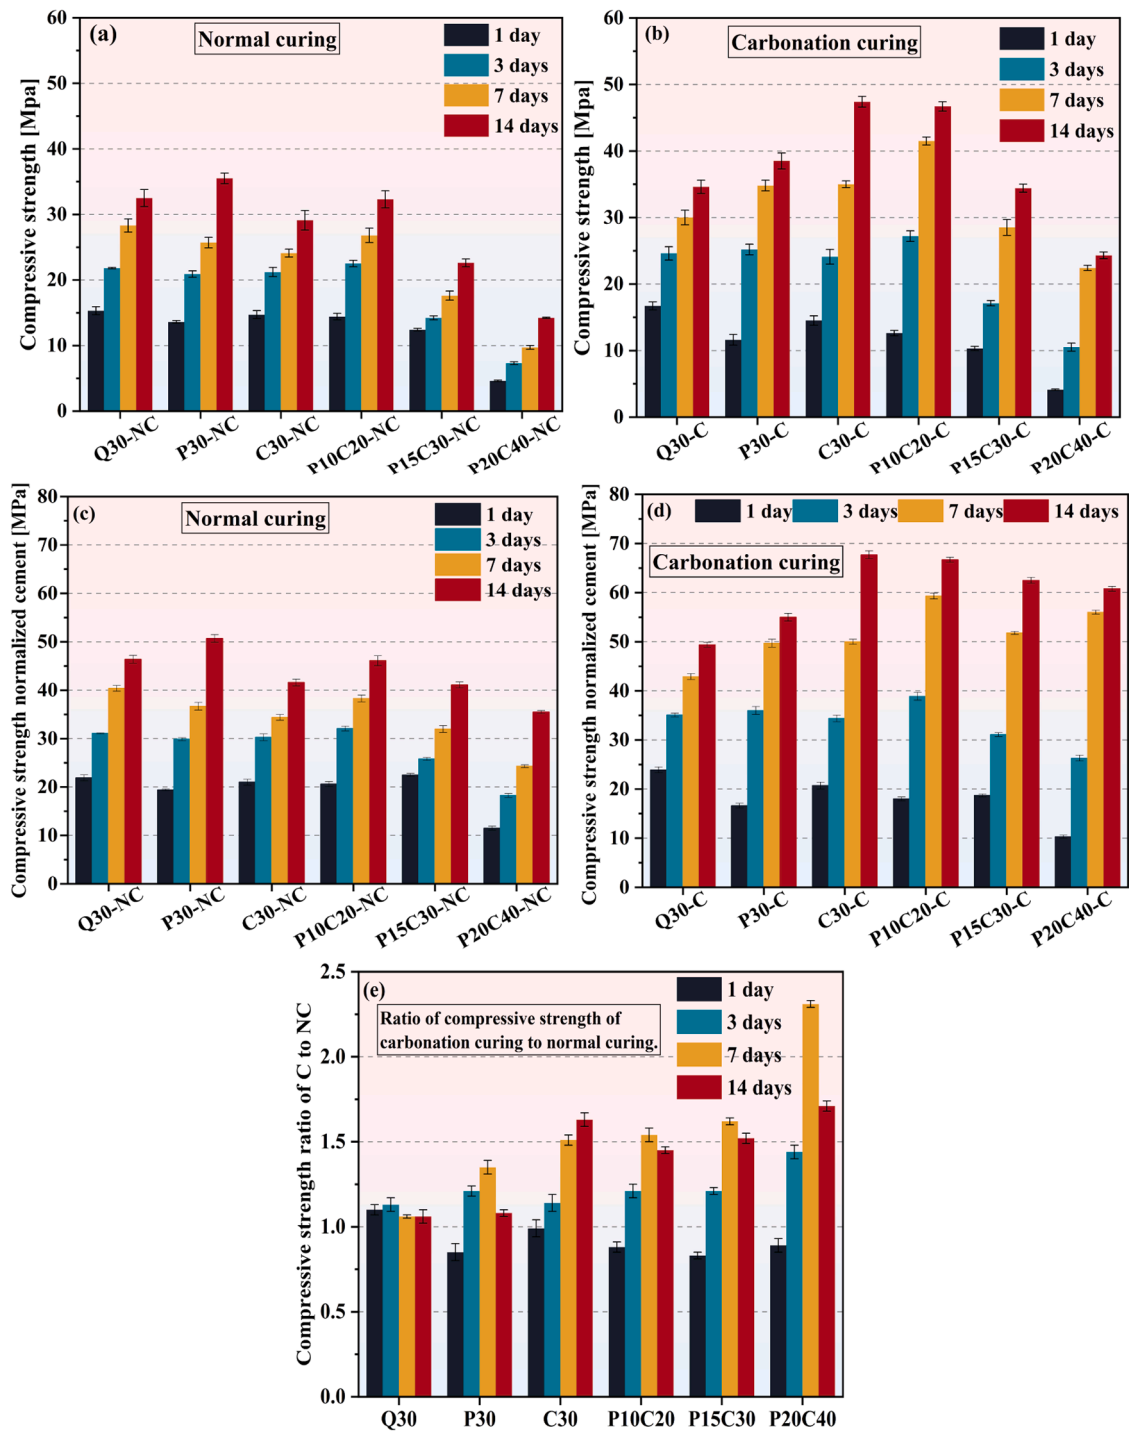 (a)
Normal curing
1 day
3 days
7 days
14 days
Compressive strength [Mpa]
60
50
40
30
20
10
0
Q30-NC
P30-NC
C30-NC
P10C20-NC
P15C30-NC
P20C40-NC
(b)
Carbonation curing
1 day
3 days
7 days
14 days
Compressive strength [Mpa]
60
50
40
30
20
10
0
Q30-C
P30-C
C30-C
P10C20-C
P15C30-C
P20C40-C
(c)
Normal curing
1 day
3 days
7 days
14 days
Compressive strength normalized cement [MPa]
80
70
60
50
40
30
20
10
0
Q30-NC
P30-NC
C30-NC
P10C20-NC
P15C30-NC
P20C40-NC
(d)
1 day
3 days
7 days
14 days
Carbonation curing
Compressive strength normalized cement [MPa]
80
70
60
50
40
30
20
10
0
Q30-C
P30-C
C30-C
P10C20-C
P15C30-C
P20C40-C
(e)
Ratio of compressive strength of
carbonation curing to normal curing.
1 day
3 days
7 days
14 days
Compressive strength ratio of C to NC
2.5
2.0
1.5
1.0
0.5
0.0
Q30
P30
C30
P10C20
P15C30
P20C40